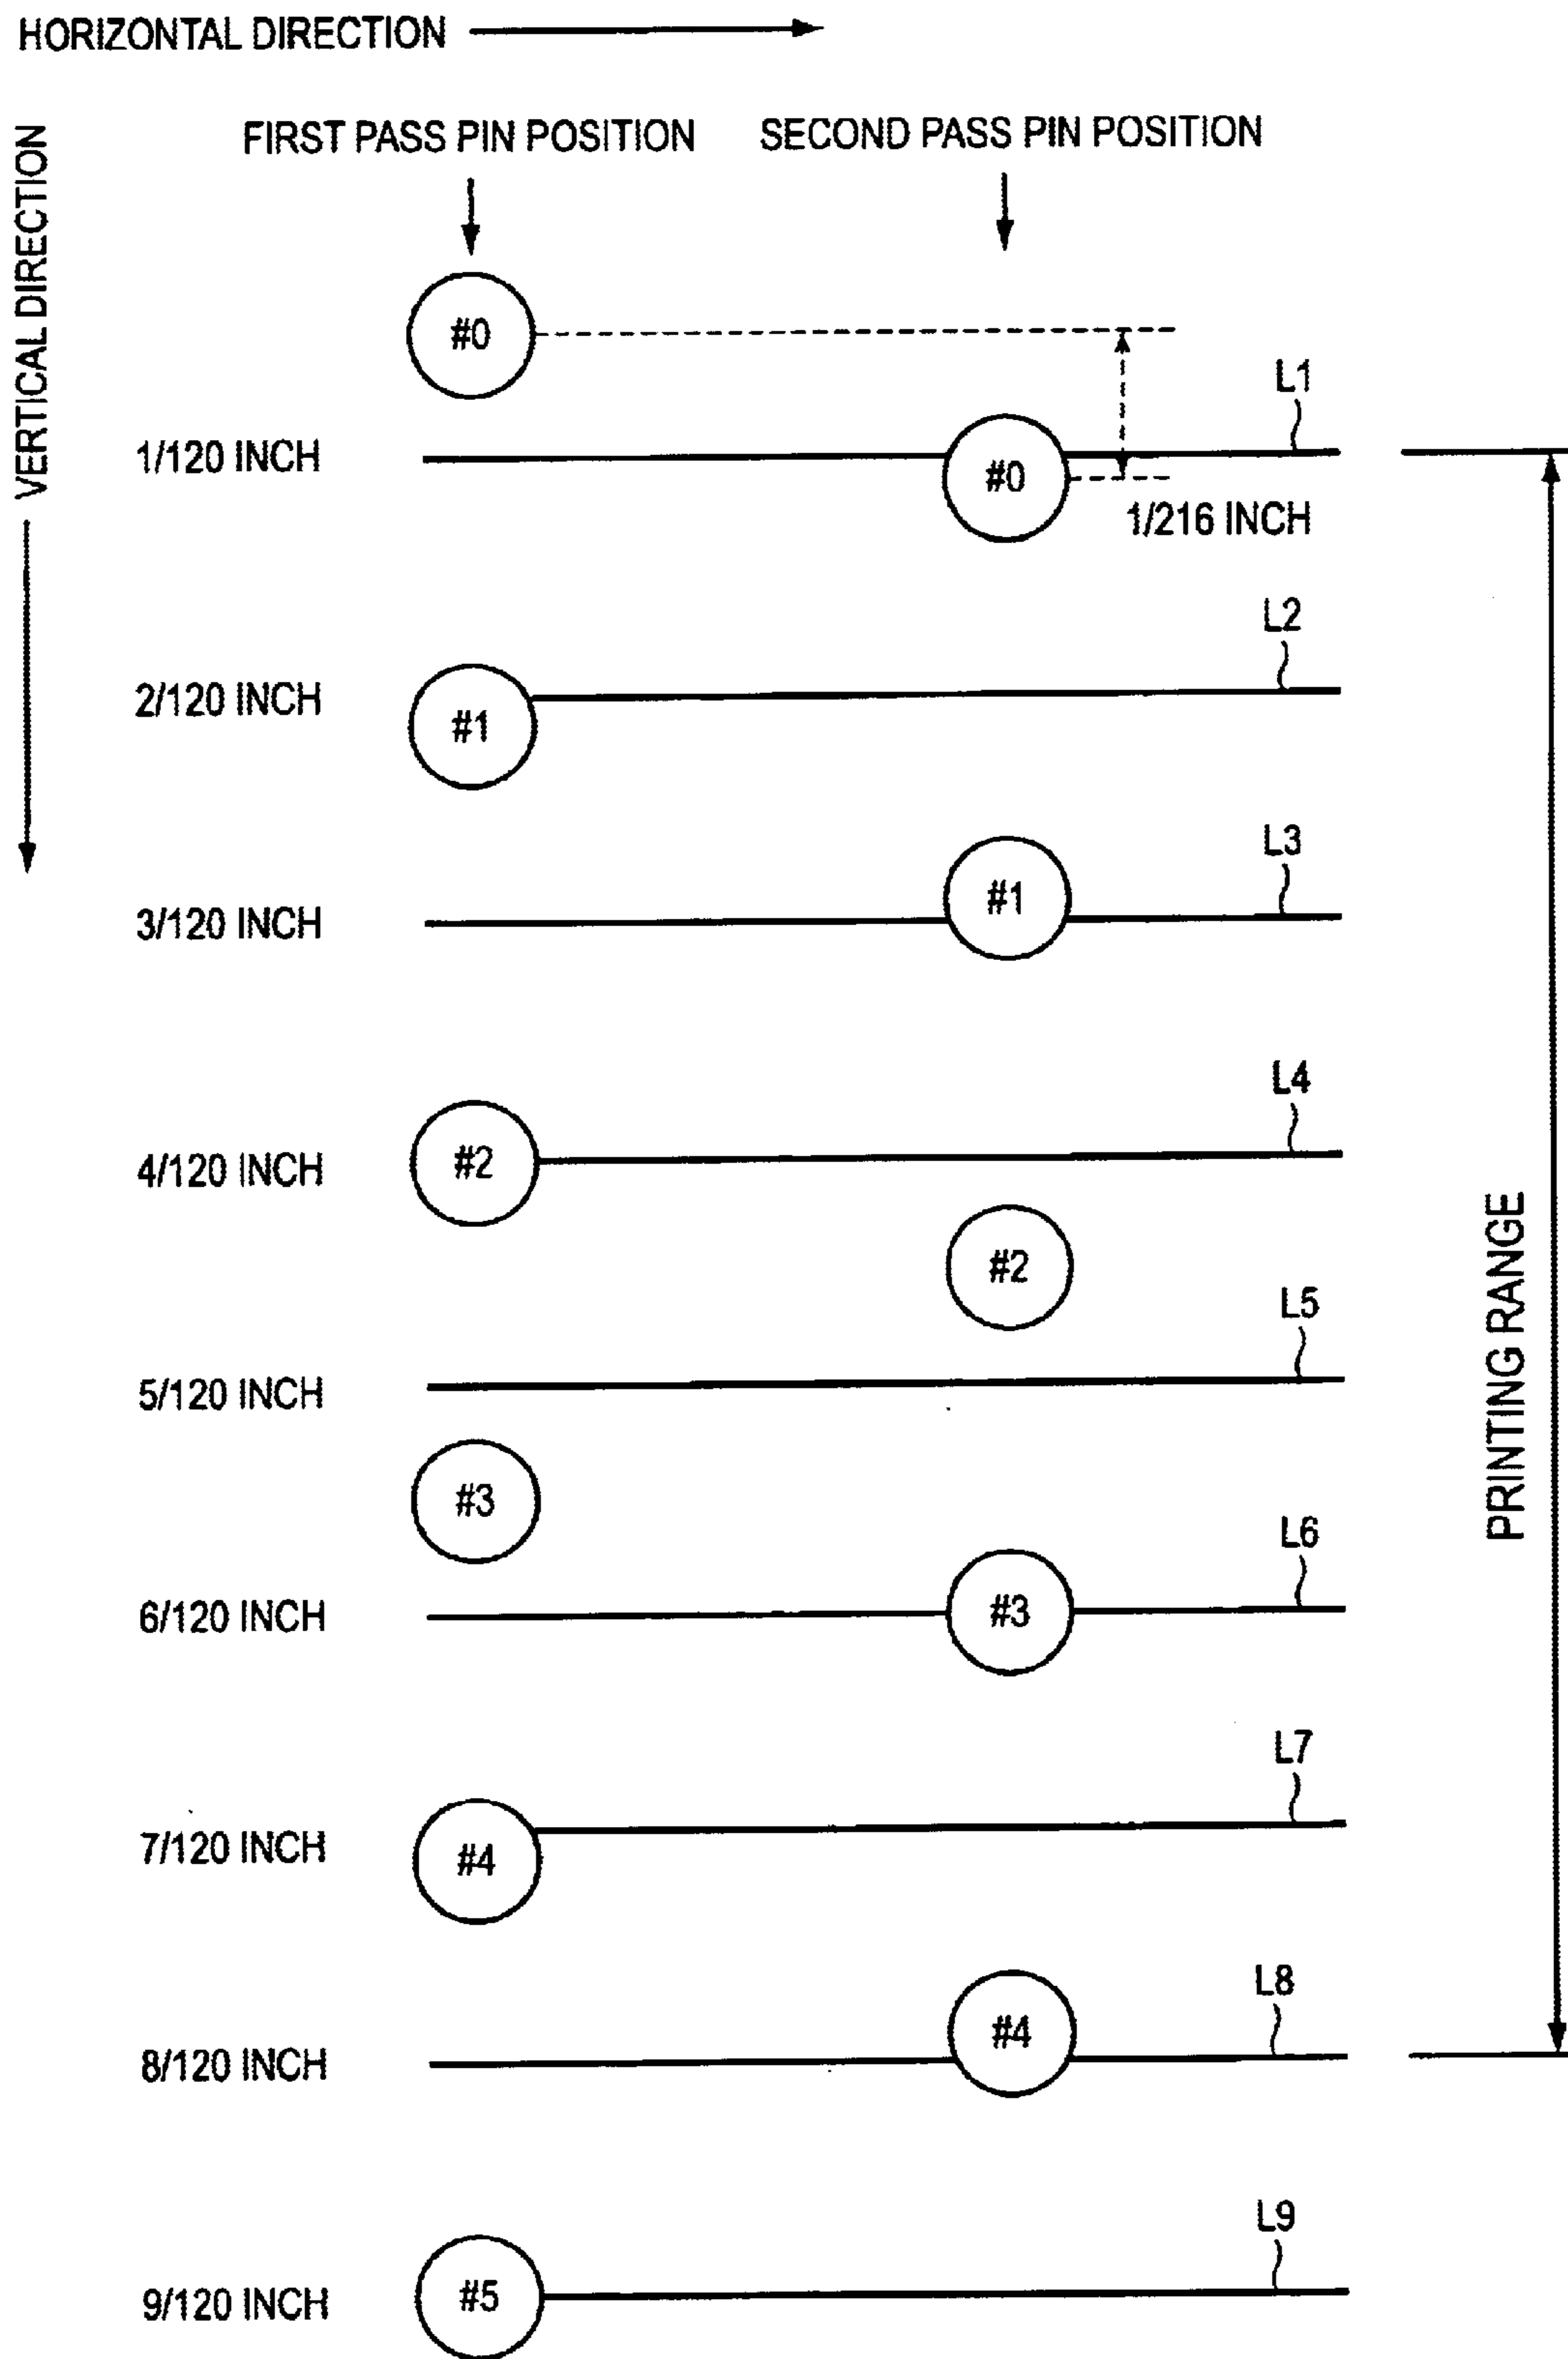 HORIZONTAL DIRECTION
VERTICAL DIRECTION
FIRST PASS PIN POSITION
SECOND PASS PIN POSITION
#0
L1
1/120 INCH
#0
1/216 INCH
L2
2/120 INCH
#1
L3
3/120 INCH
#1
L4
4/120 INCH
#2
#2
PRINTING RANGE
L5
5/120 INCH
#3
L6
6/120 INCH
#3
L7
7/120 INCH
#4
L8
8/120 INCH
#4
L9
9/120 INCH
#5